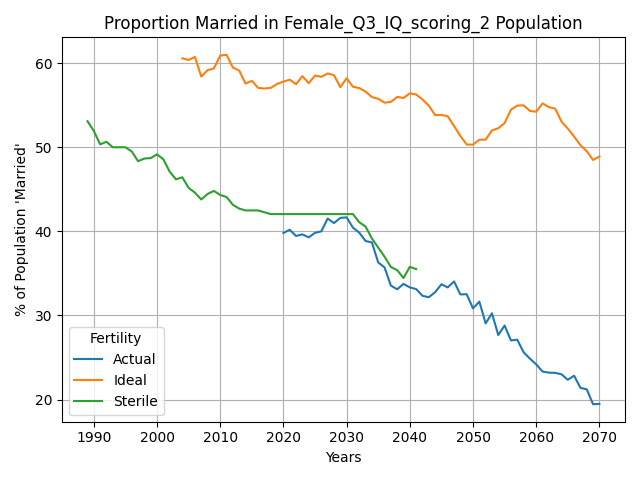 Proportion Married in Female_Q3_IQ_scoring_2 Population
% of Population 'Married'
60
50
40
30
20
Fertility
Actual
Ideal
Sterile
1990 2000 2010 2020 2030 2040 2050 2060 2070
Years